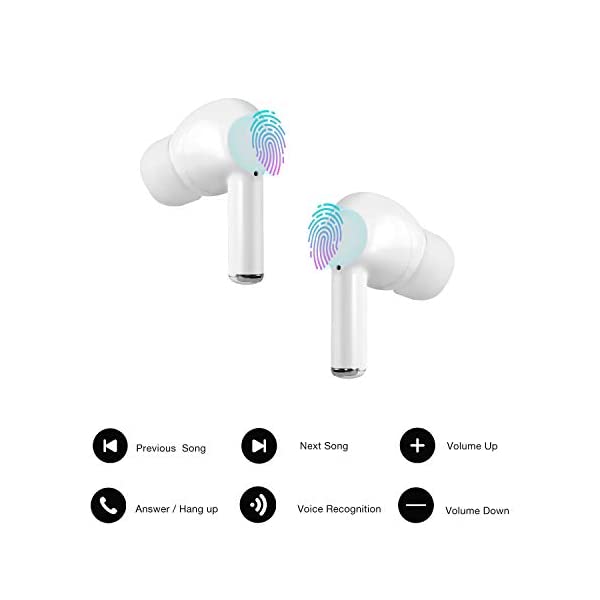 Previous Song
Next Song
Volume Up
Answer / Hang up
Voice Recognition
Volume Down